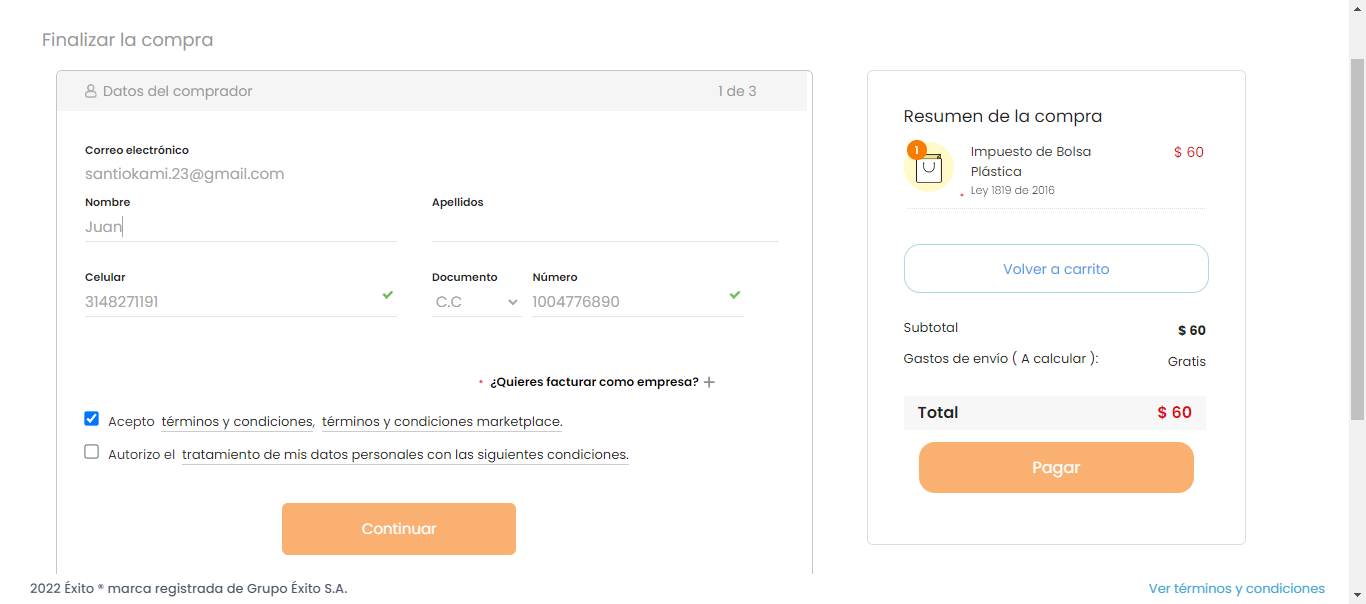 Finalizar la compra
Datos del comprador
1 de 3
Correo electrónico
santiokami.23@gmail.com
Nombre
Apellidos
Juan
Celular
Documento
Número
3148271191
C.C
1004776890
¿Quieres facturar como empresa? +
Acepto términos y condiciones, términos y condiciones marketplace.
Autorizo el tratamiento de mis datos personales con las siguientes condiciones.
Continuar
Resumen de la compra
1
Impuesto de Bolsa
Plástica
$ 60
Ley 1819 de 2016
Volver a carrito
Subtotal
$ 60
Gastos de envío ( A calcular ):
Gratis
Total
$ 60
Pagar
2022 Éxito ® marca registrada de Grupo Éxito S.A.
Ver términos y condiciones